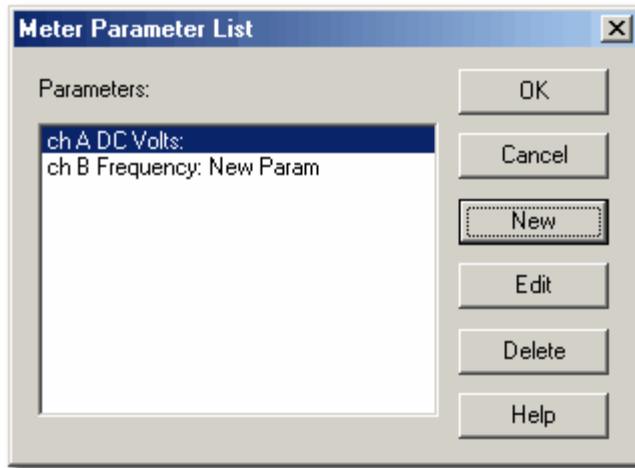 Meter Parameter List
Parameters:
ch A DC Volts:
ch B Frequency: New Param
OK
Cancel
New
Edit
Delete
Help